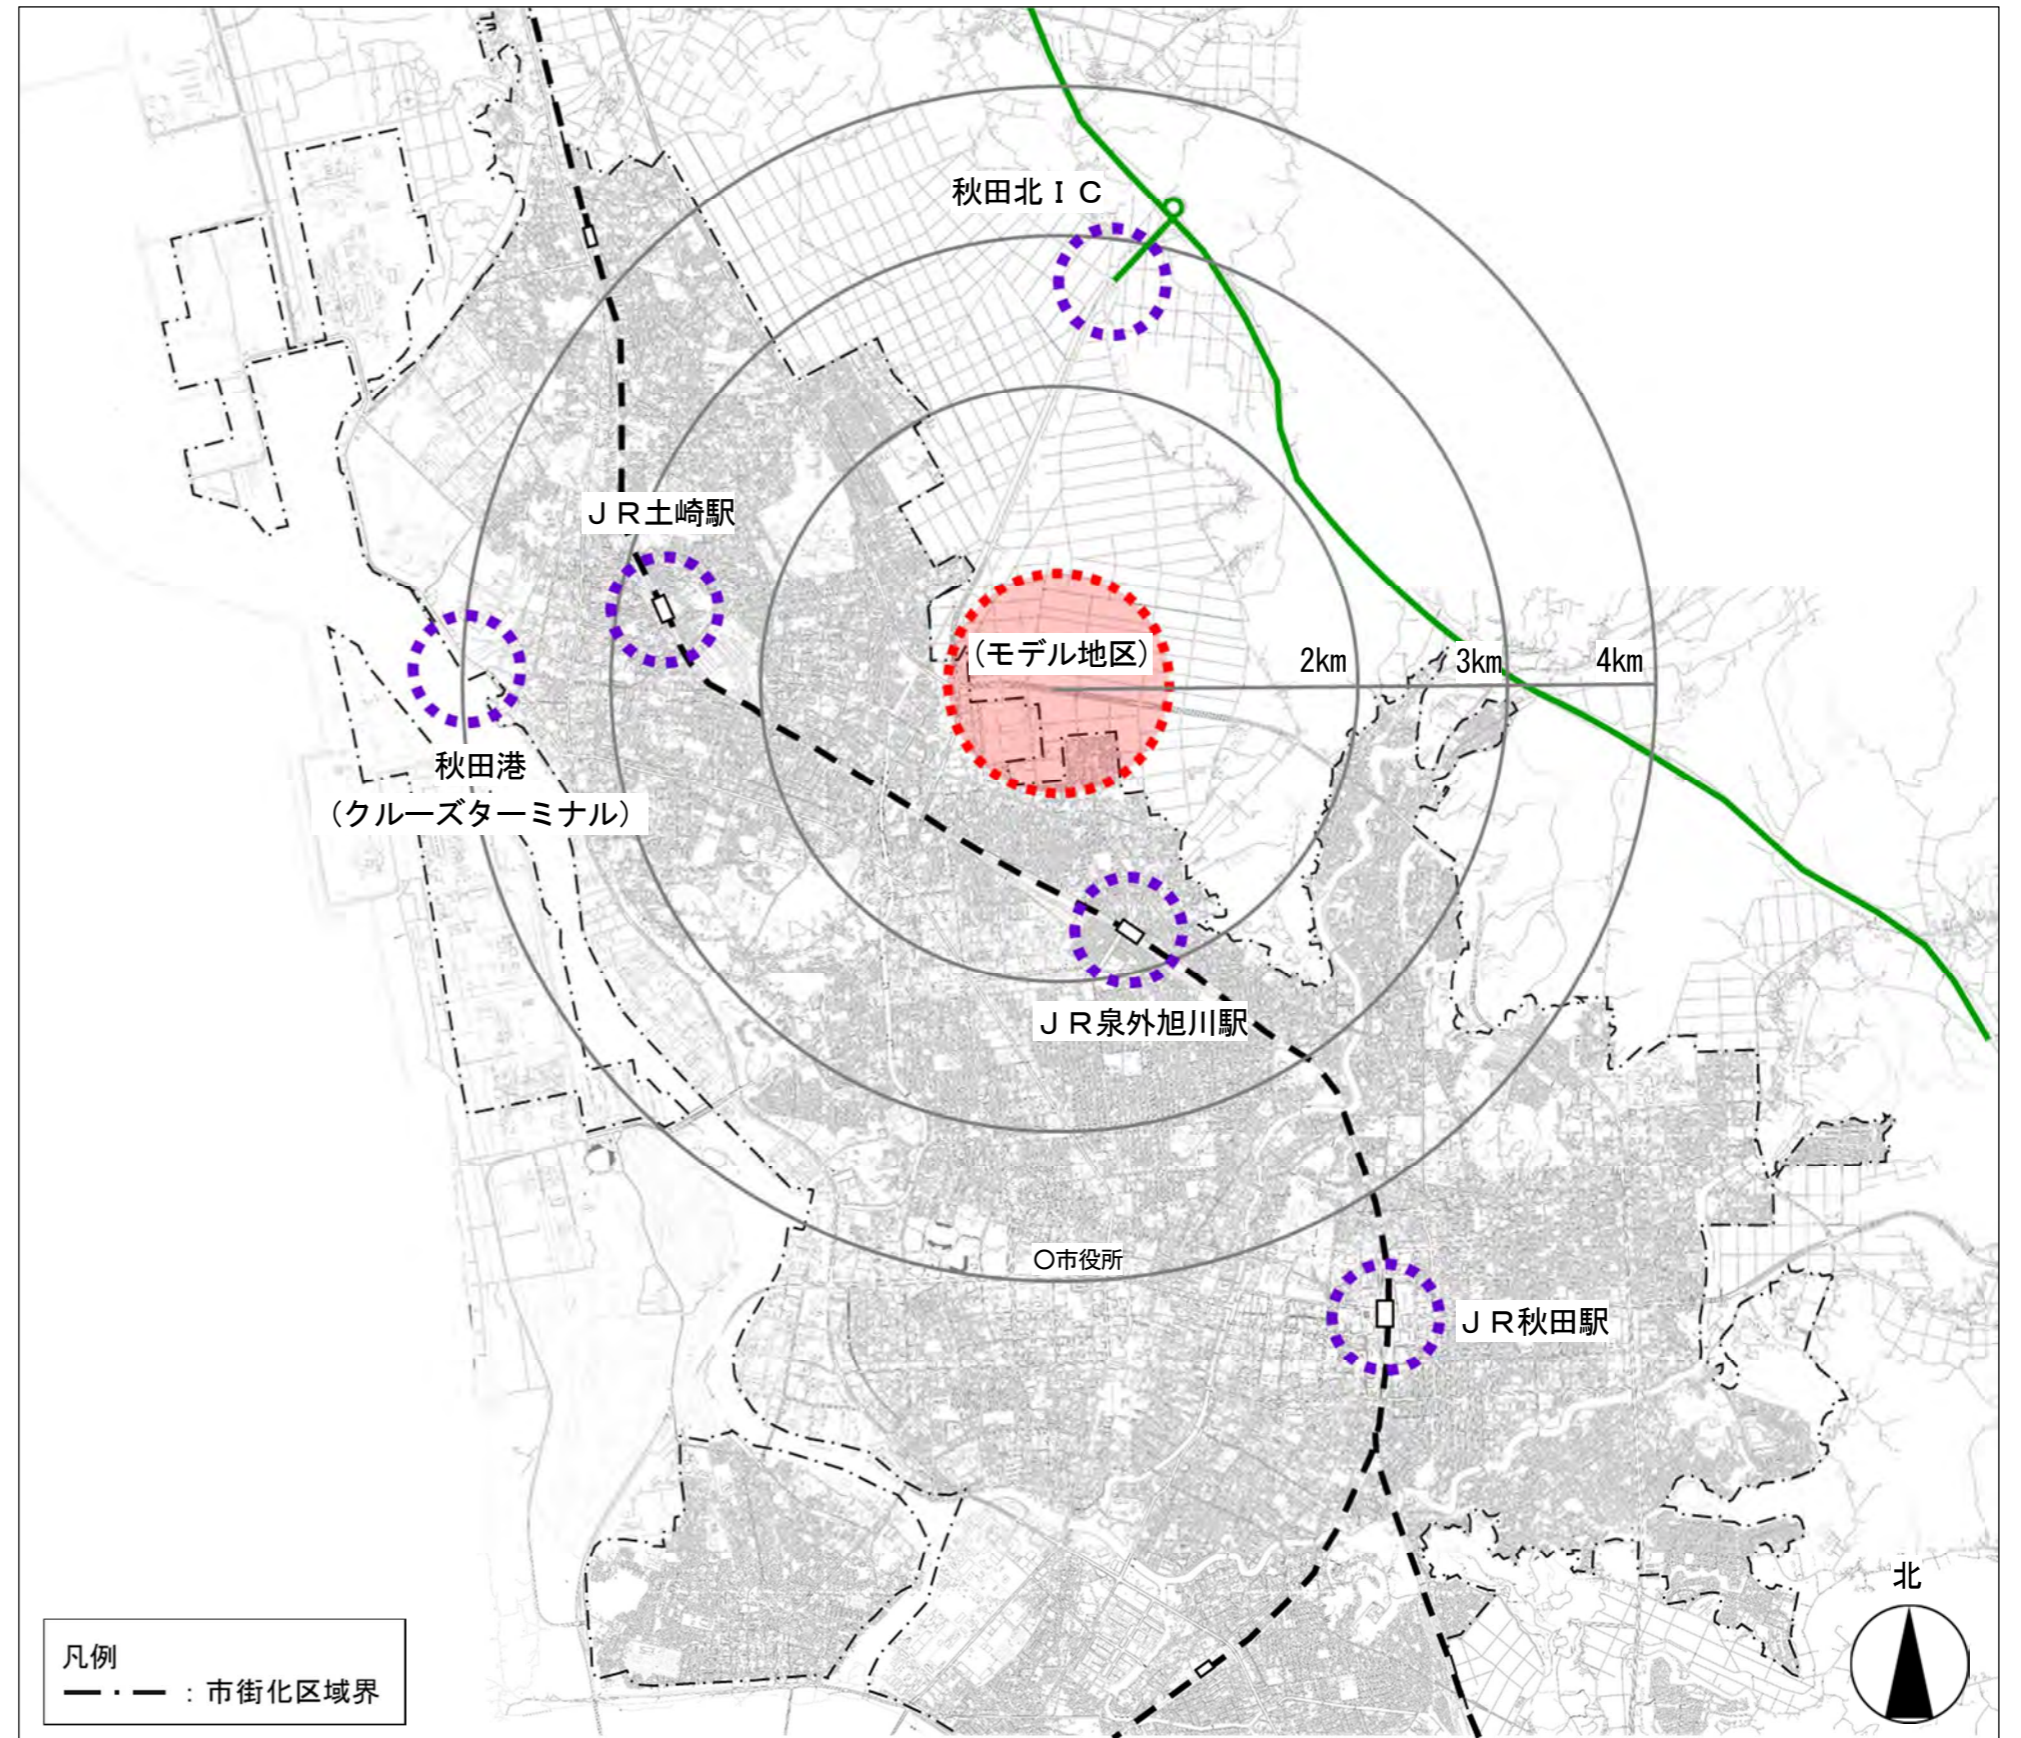 秋田北ＩＣ
ＪＲ土崎駅
（モデル地区）
2km
3km
4km
秋田港
（クルーズターミナル）
ＪＲ泉外旭川駅
○市役所
ＪＲ秋田駅
北
凡例
：市街化区域界